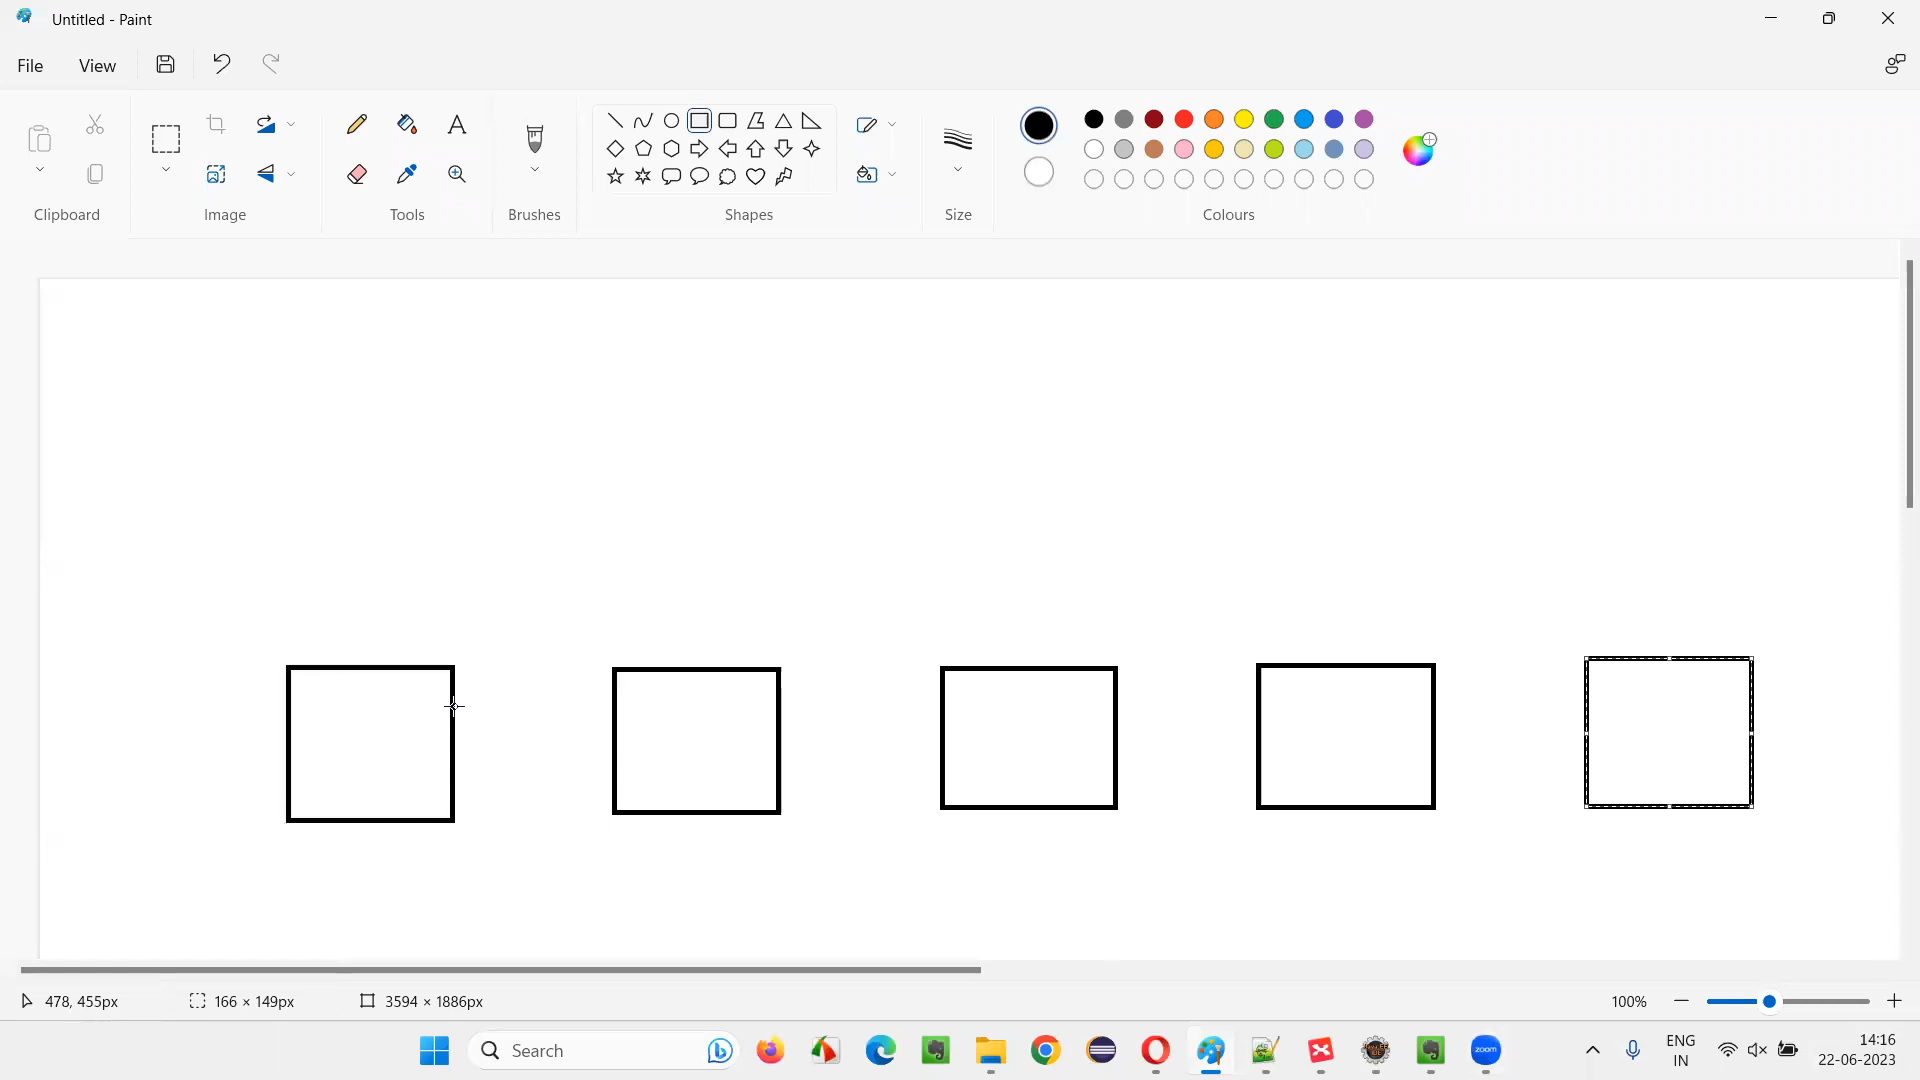 Untitled - Paint
File View
Clipboard
Image
Tools
Brushes
Shapes
Size
Colours
478, 455px
166 × 149px
3594 × 1886px
100%
Search
zoom
ENG
IN
14:16
22-06-2023